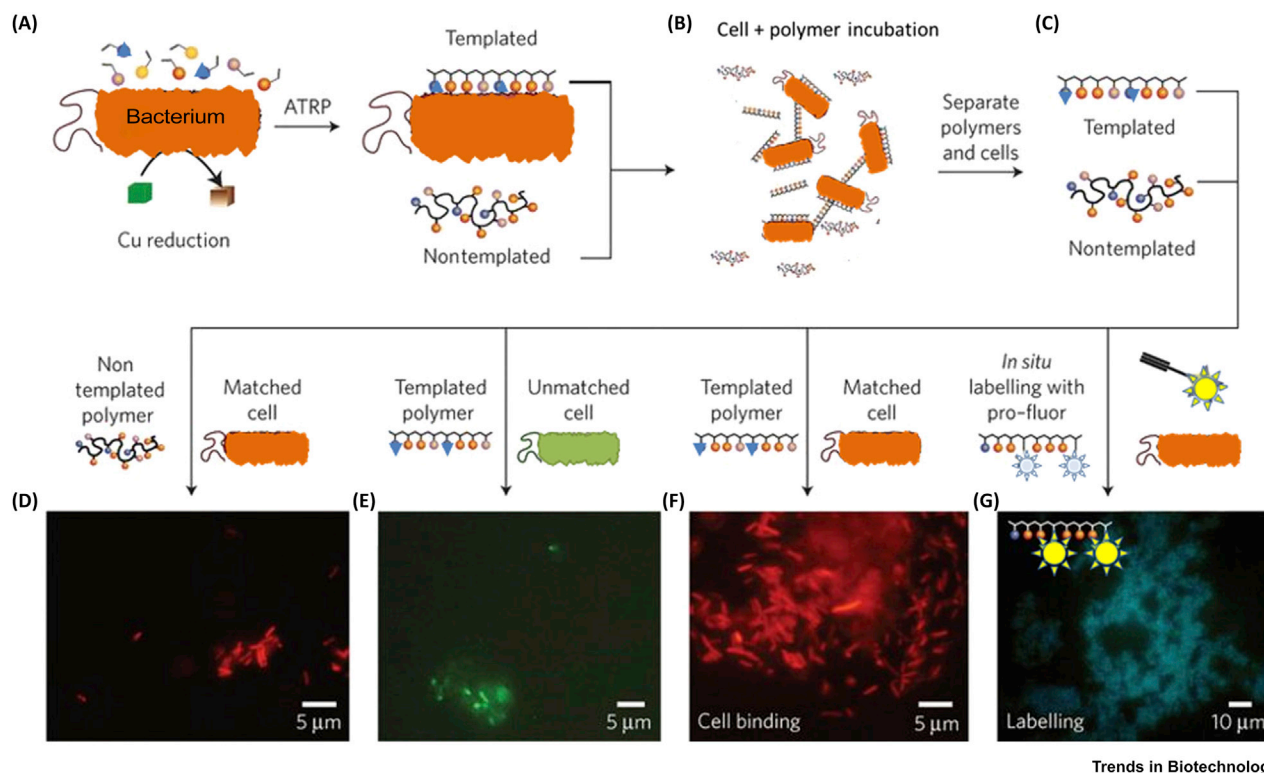 (A)
Bacterium
Cu reduction
ATRP
Templated
Nontemplated
(B)
Cell + polymer incubation
Separate
polymers
and cells
(C)
Templated
Nontemplated
Non
templated
polymer
Matched
cell
Templated
polymer
Unmatched
cell
Templated
polymer
Matched
cell
In situ
labelling with
pro-fluor
(D)
5 μm
(E)
5 μm
(F)
Cell binding
5 μm
(G)
Labelling
10 μm
Trends in Biotechnolog